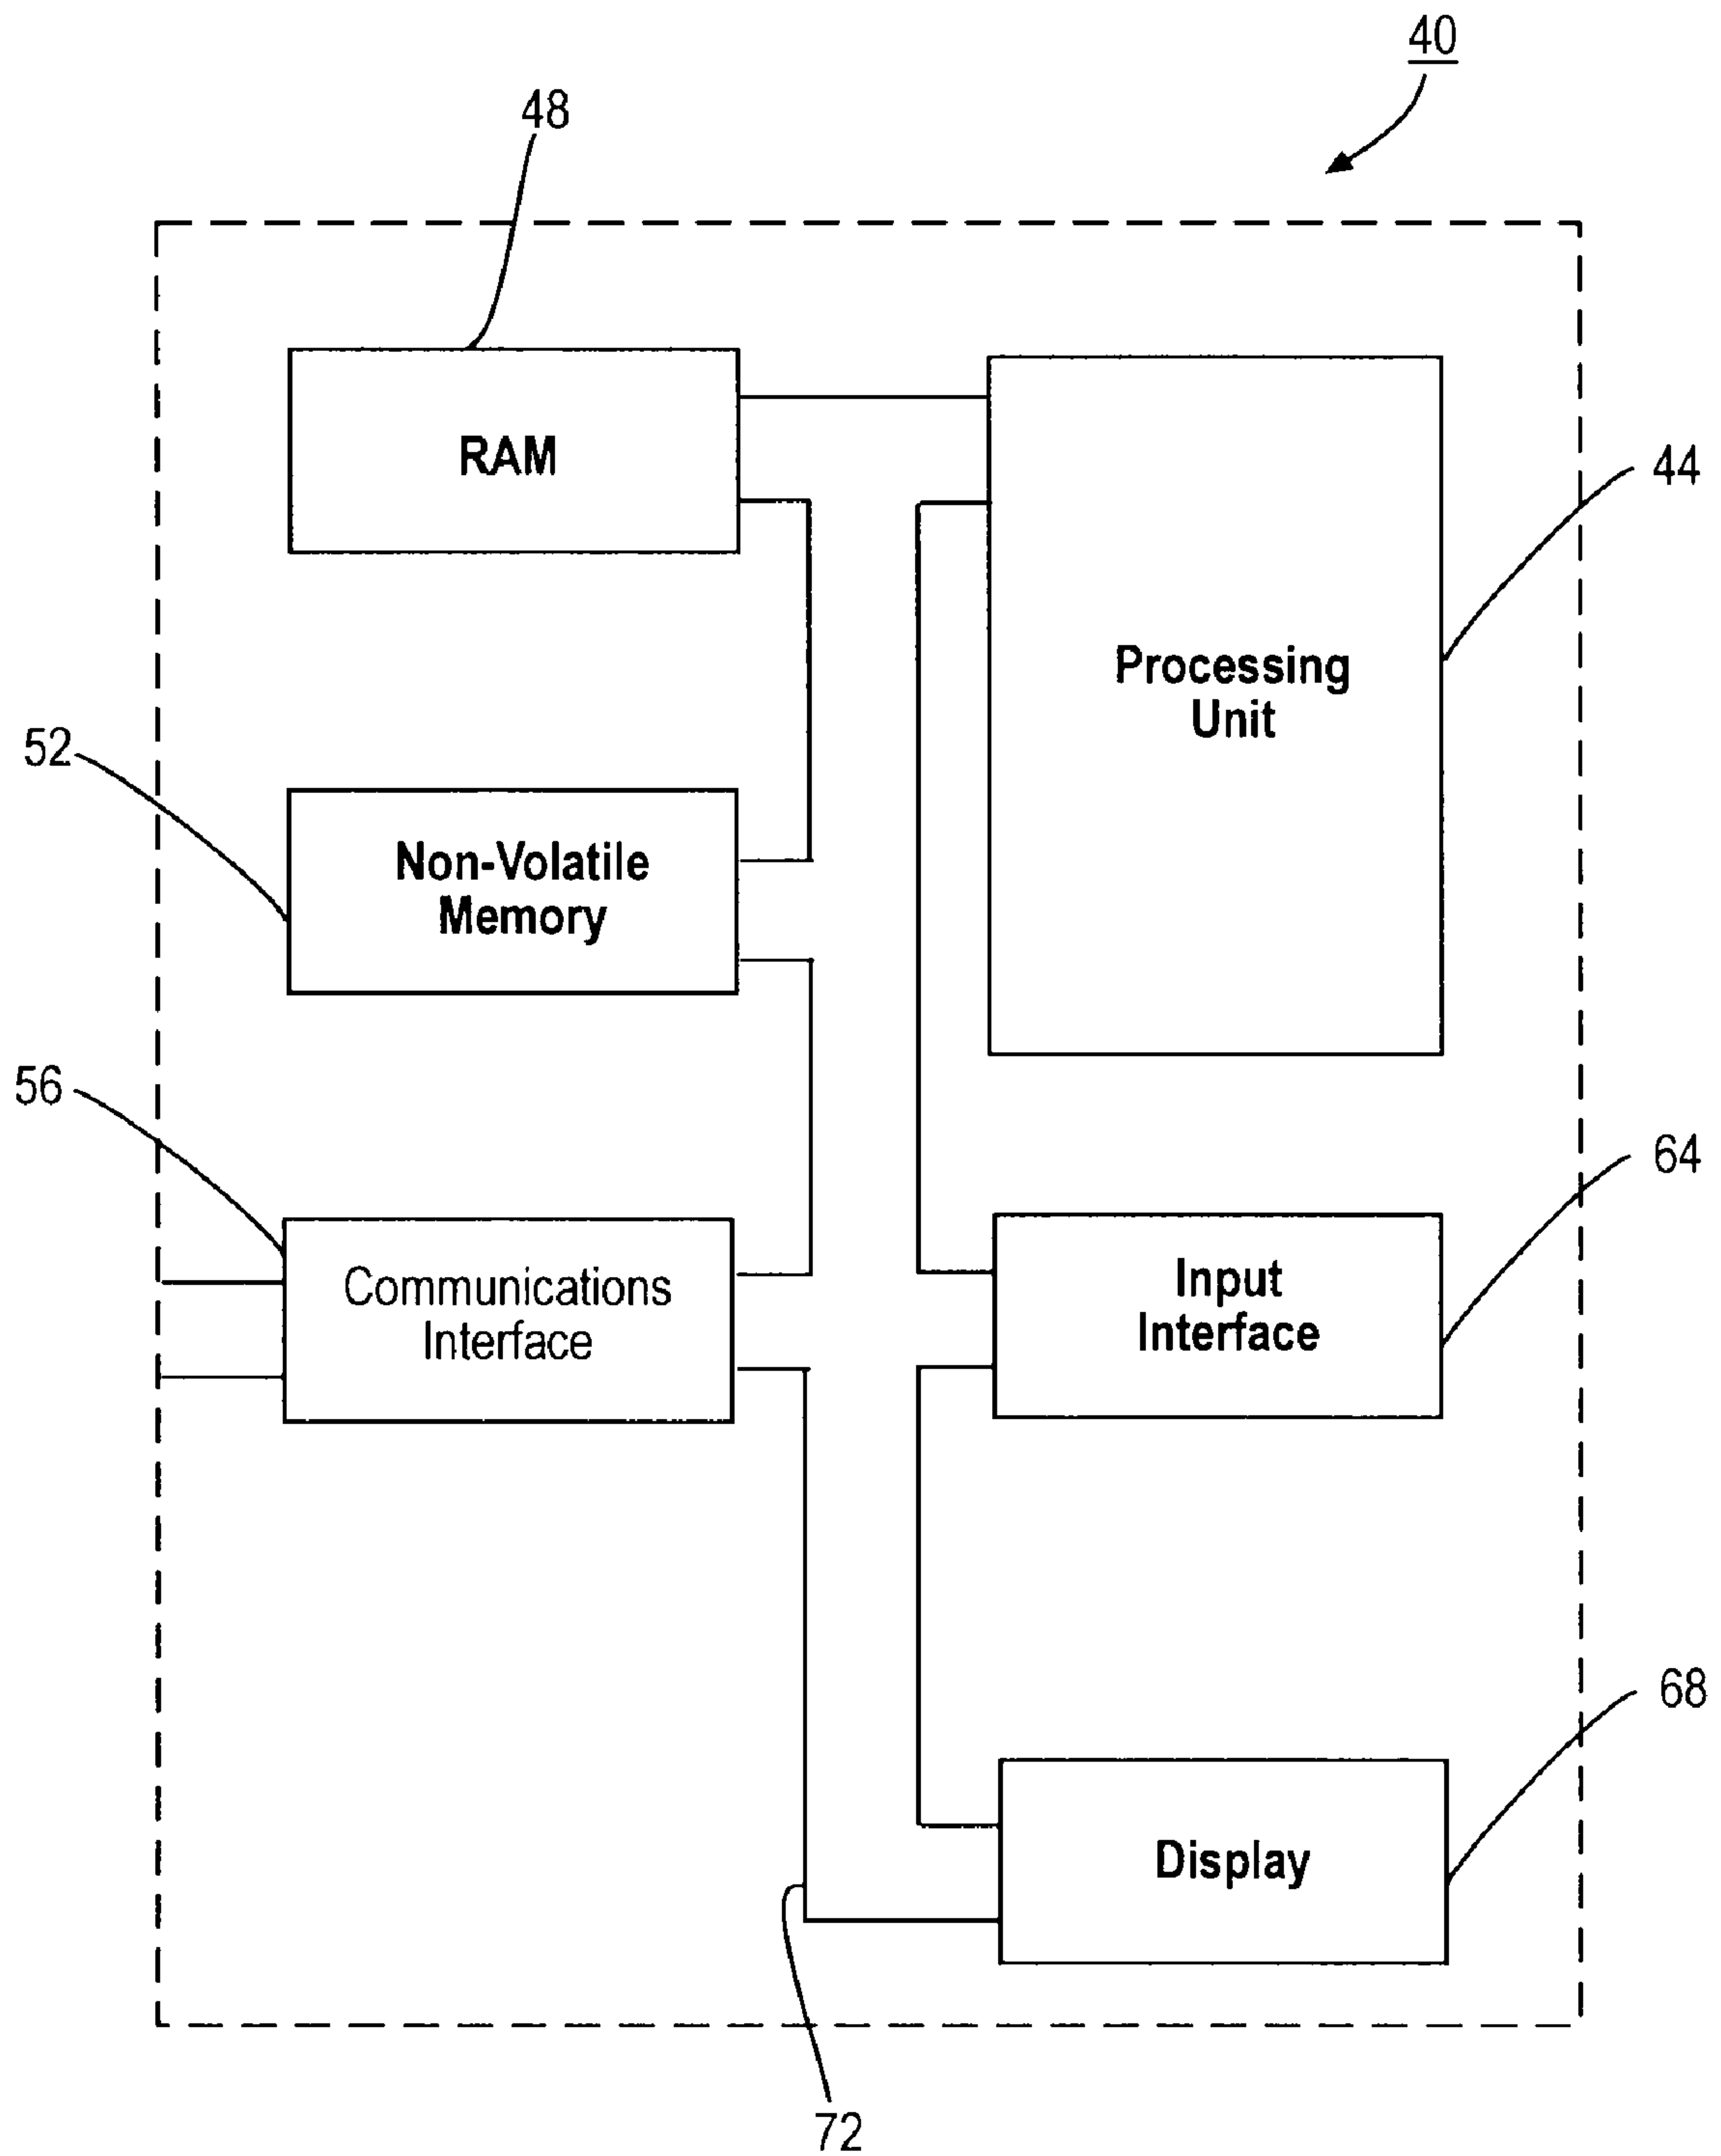 40
48
RAM
44
Processing
Unit
52
Non-Volatile
Memory
56
64
Communications
Interface
Input
Interface
68
Display
72